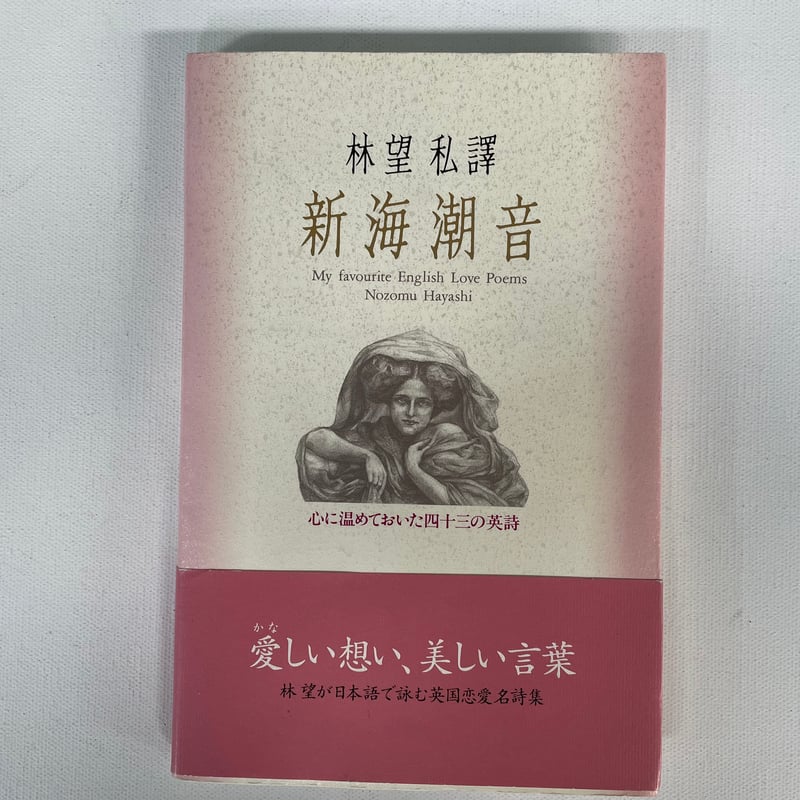 林望 私譯
新海潮音
My favourite English Love Poems
Nozomu Hayashi
心に温めておいた四十三の英詩
かな
愛しい想い、美しい言葉
林望が日本語で詠む英国恋愛名詩集